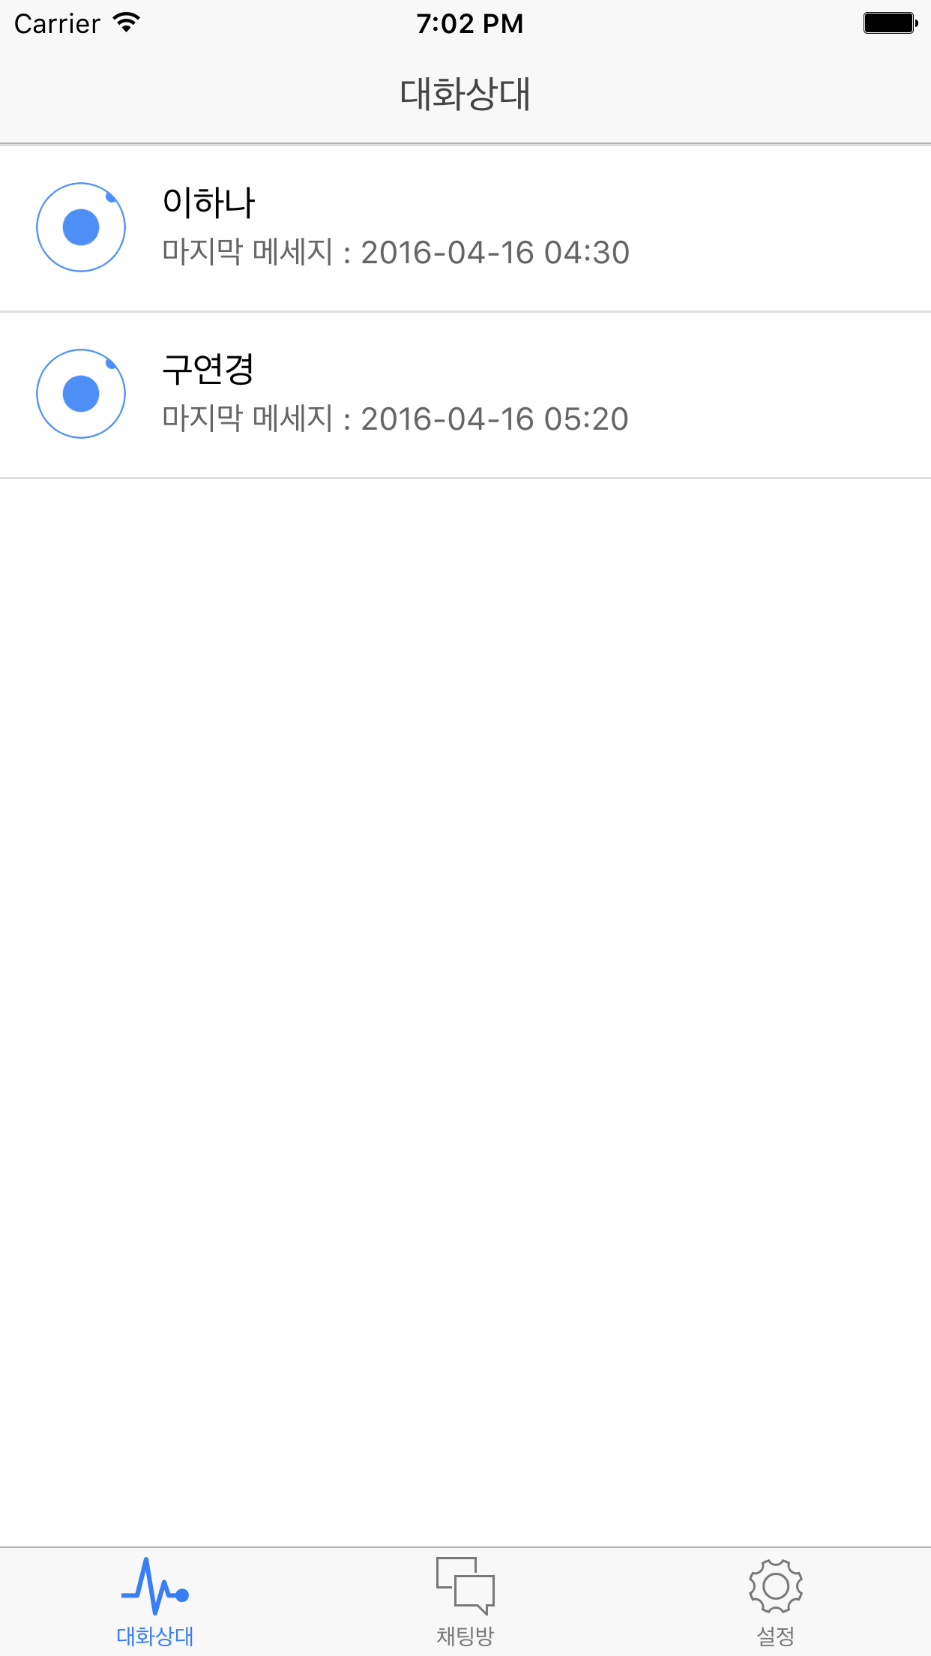 Carrier 7:02 PM
대화상대
이하나
마지막 메세지 : 2016-04-16 04:30
구연경
마지막 메세지 : 2016-04-16 05:20
대화상대 채팅방 설정